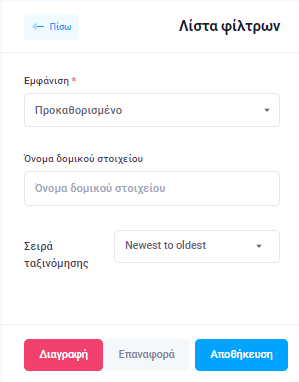 Πίσω
Λίστα φίλτρων
Εμφάνιση *
Προκαθορισμένο
Όνομα δομικού στοιχείου
Όνομα δομικού στοιχείου
Σειρά
ταξινόμησης
Newest to oldest
Διαγραφή
Επαναφορά
Αποθήκευση